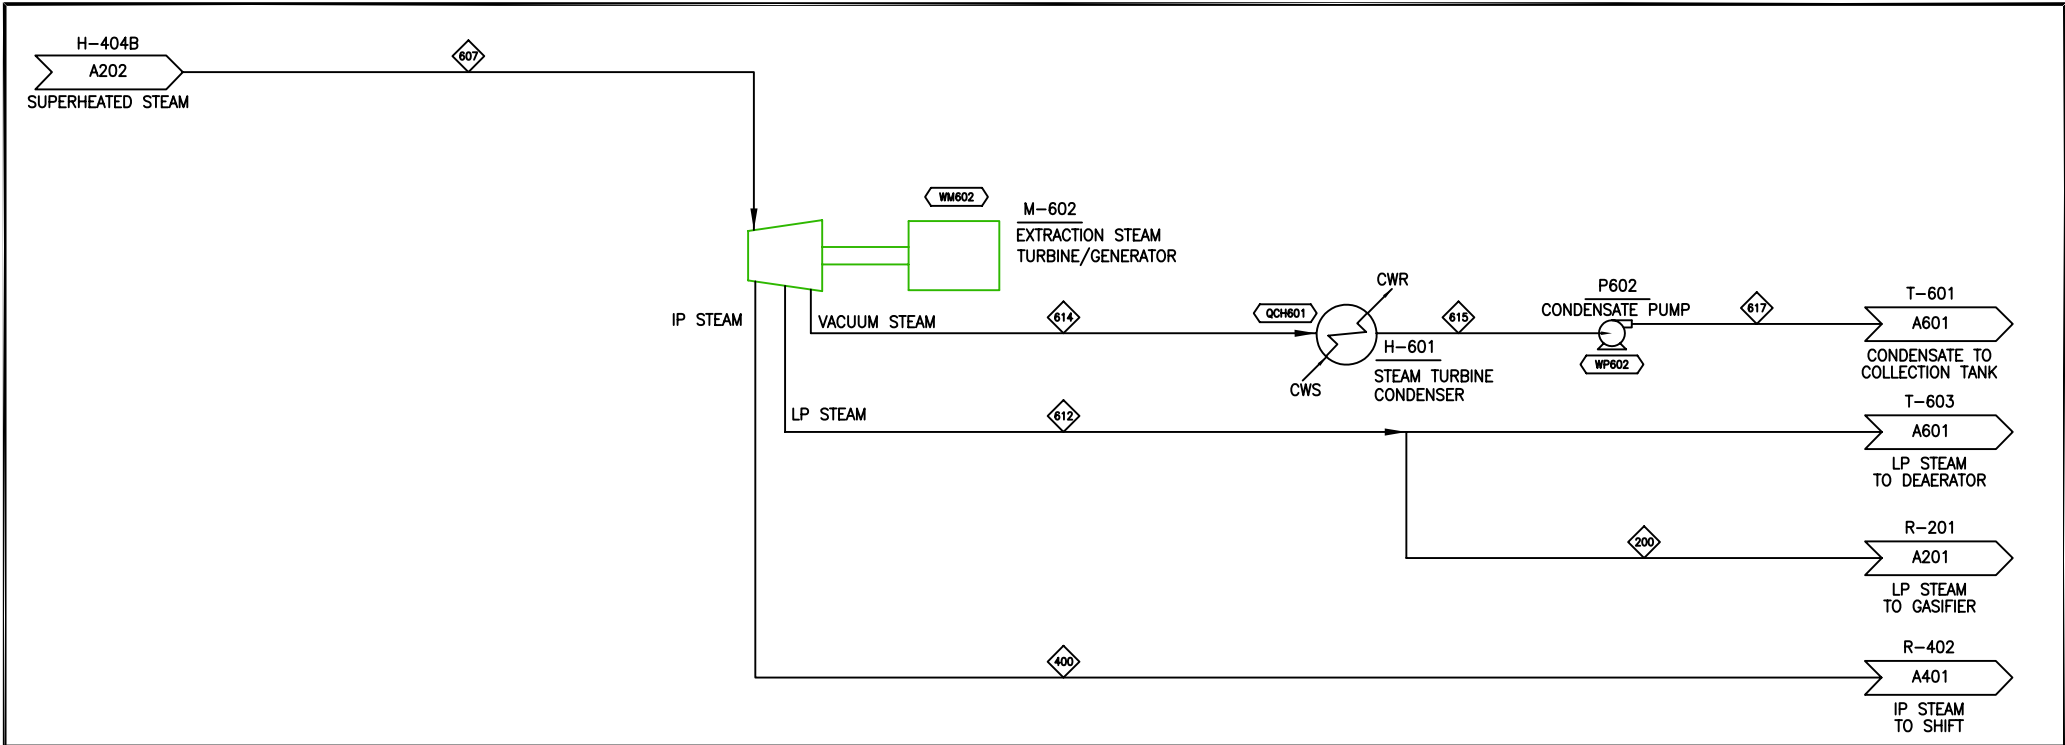 H-404B
A202
SUPERHEATED STEAM
607
WM602
M-602
EXTRACTION STEAM
TURBINE/GENERATOR
IP STEAM
VACUUM STEAM
614
QCH601
CWR
CWS
H-601
STEAM TURBINE
CONDENSER
615
P602
CONDENSATE PUMP
WP602
617
T-601
A601
CONDENSATE TO
COLLECTION TANK
LP STEAM
612
T-603
A601
LP STEAM
TO DEAERATOR
200
R-201
A201
LP STEAM
TO GASIFIER
400
R-402
A401
IP STEAM
TO SHIFT